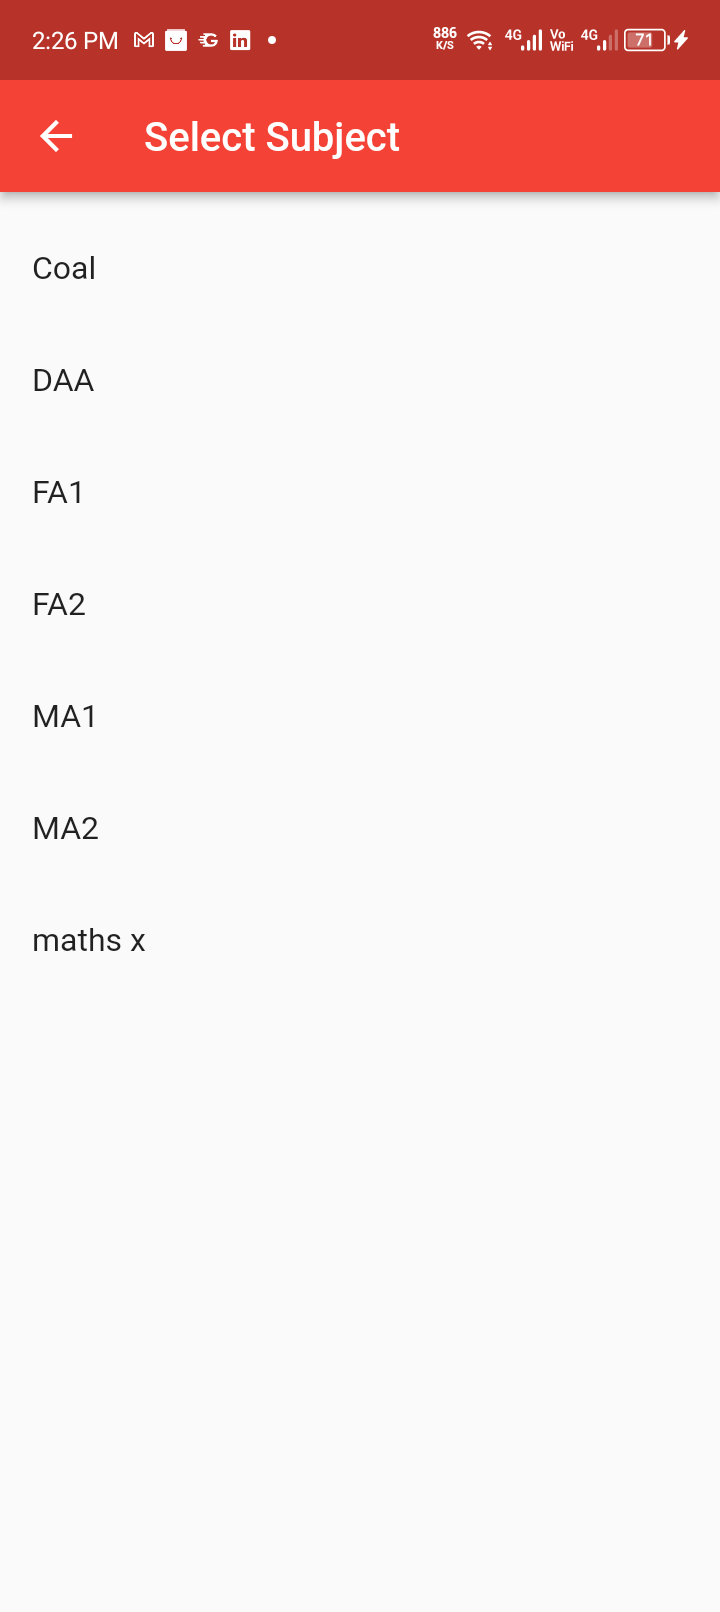 2:26 PM
886
K/S
4G
Vo
WiFi
4G
71
Select Subject
Coal
DAA
FA1
FA2
MA1
MA2
maths x